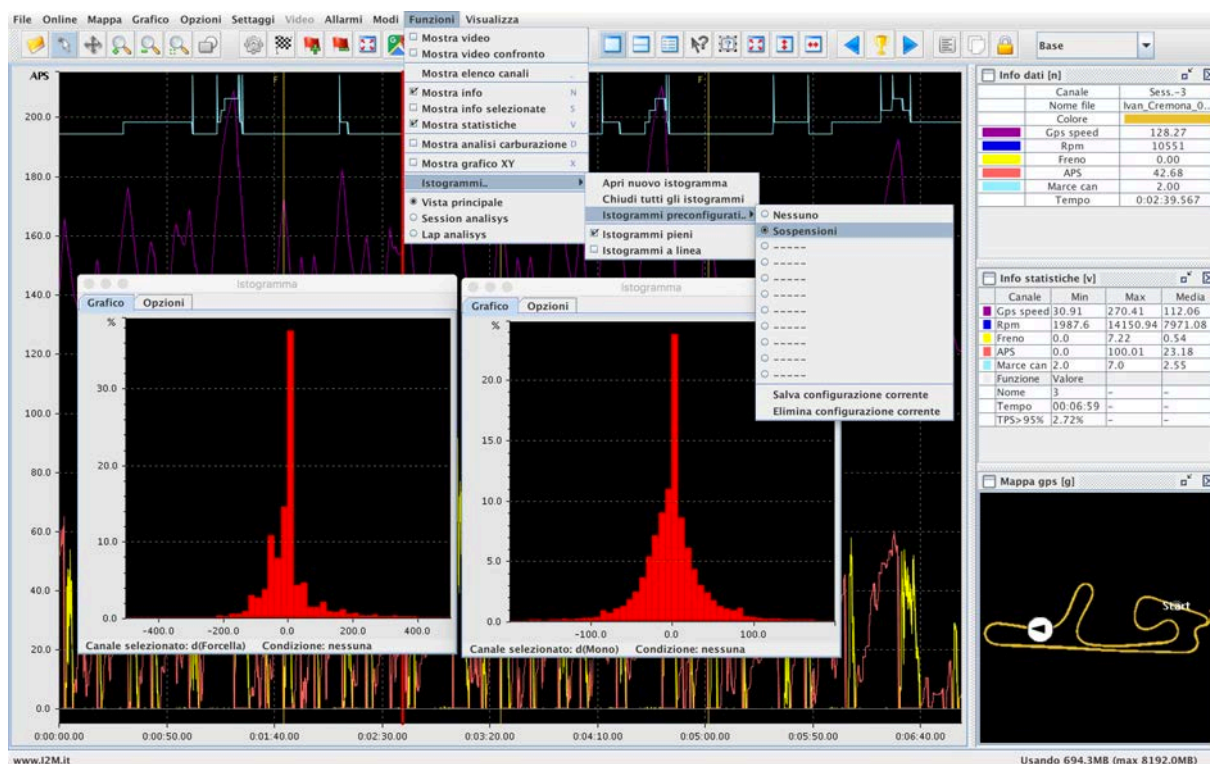 File Online Mappa Grafico Opzioni Settaggi Video Allarmi Modi Funzioni Visualizza
Base
Mostra video
Mostra video confronto
Mostra elenco canali
Mostra info N
Mostra info selezionate S
Mostra statistiche V
Mostra analisi carburazione D
Mostra grafico XY X
Istogrammi..
Vista principale
Session analisys
Lap analisys
Apri nuovo istogramma
Chiudi tutti gli istogrammi
Istogrammi preconfigurati..
Istogrammi pieni
Istogrammi a linea
Nessuno
Sospensioni
-----
-----
-----
-----
-----
-----
-----
-----
-----
Salva configurazione corrente
Elimina configurazione corrente
APS
F
F
200.0
180.0
160.0
140.0
120.0
100.0
80.0
60.0
40.0
20.0
0.0
0:00:00.00 0:00:50.00 0:01:40.00 0:02:30.00 0:03:20.00 0:04:10.00 0:05:00.00 0:05:50.00 0:06:40.00
Istogramma
Grafico Opzioni
%
30.0
20.0
10.0
0.0
-400.0 -200.0 0.0 200.0 400.0
Canale selezionato: d(Forcella) Condizione: nessuna
Istogramma
Grafico Opzioni
%
20.0
15.0
10.0
5.0
0.0
-100.0 0.0 100.0
Canale selezionato: d(Mono) Condizione: nessuna
Info dati [n]
Canale Sess.-3
Nome file Ivan_Cremona_0..
Colore
Gps speed 128.27
Rpm 10551
Freno 0.00
APS 42.68
Marce can 2.00
Tempo 0:02:39.567
Info statistiche [v]
Canale Min Max Media
Gps speed 30.91 270.41 112.06
Rpm 1987.6 14150.94 7971.08
Freno 0.0 7.22 0.54
APS 0.0 100.01 23.18
Marce can 2.0 7.0 2.55
Funzione Valore
Nome 3 - -
Tempo 00:06:59 - -
TPS>95% 2.72% - -
Mappa gps [g]
Start
www.I2M.it
Usando 694.3MB (max 8192.0MB)